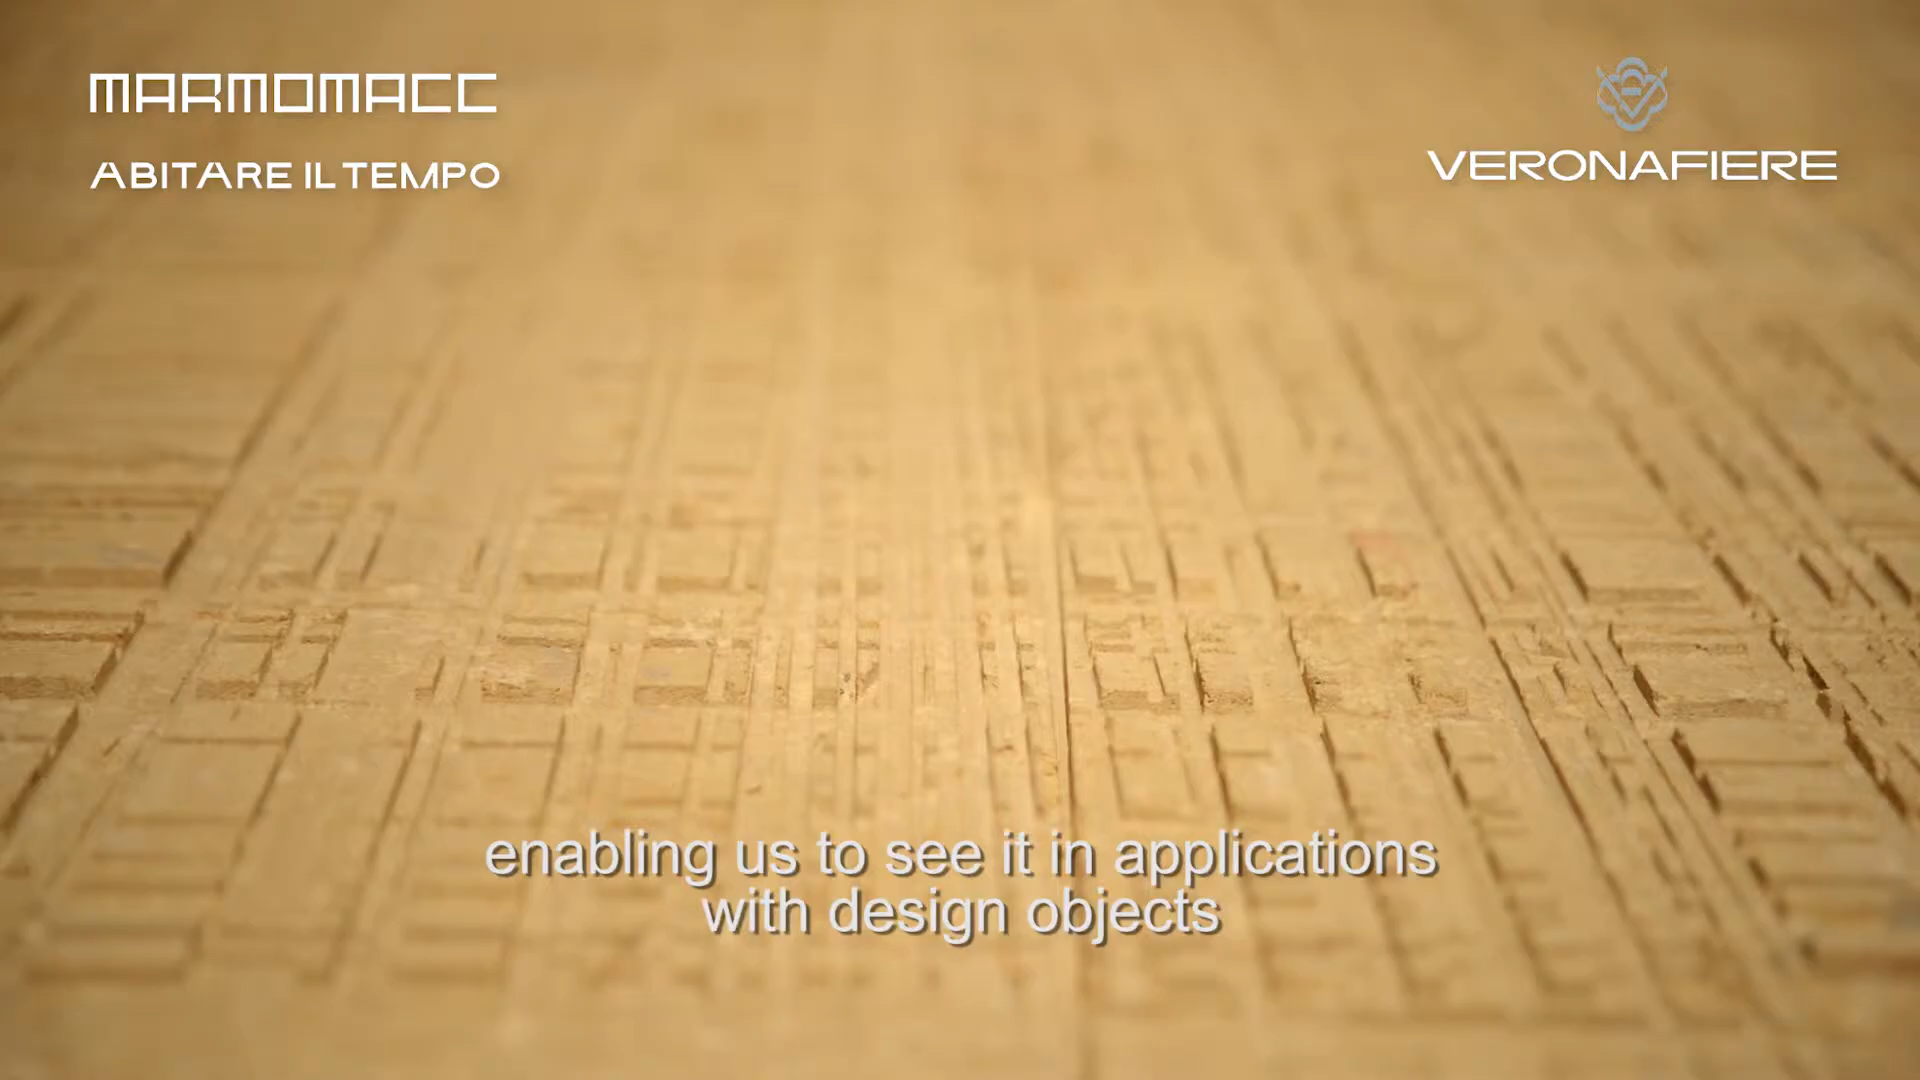 MARMOMACC
ABITARE IL TEMPO
VERONAFIERE
enabling us to see it in applications
with design objects